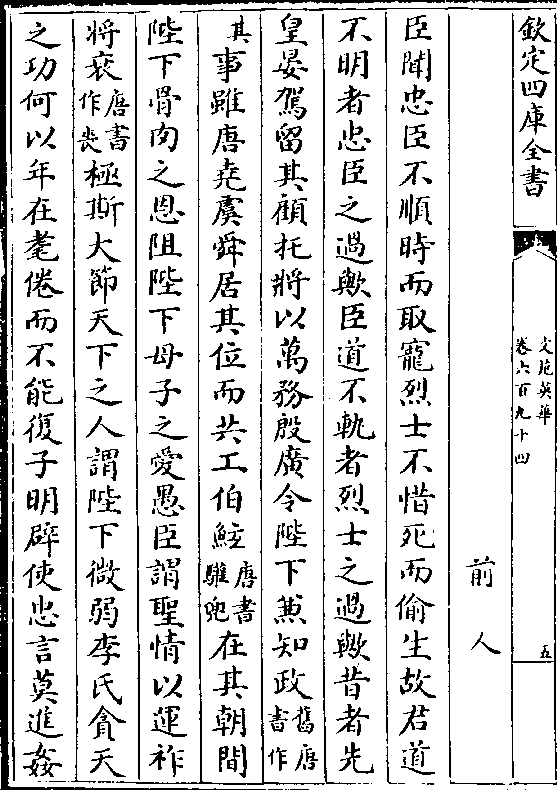 欽定四庫全書
文苑英華
卷六百九十四
五
前人
臣聞忠臣不順時而取寵烈士不惜死而偷生故君道
不明者忠臣之過歟臣道不軌者烈士之過歟昔者先
皇晏駕留其顧托將以萬務殷廣令陛下兼知政舊唐書作
其事雖唐堯虞舜居其位而共工伯鯀唐書驩兜在其朝間
陛下骨肉之恩阻陛下母子之愛愚臣謂聖情以運祚
將衰唐書作喪極斯大節天下之人謂陛下微弱李氏貪天
之功何以年在耄倦而不能復子明辟使忠言莫進姦